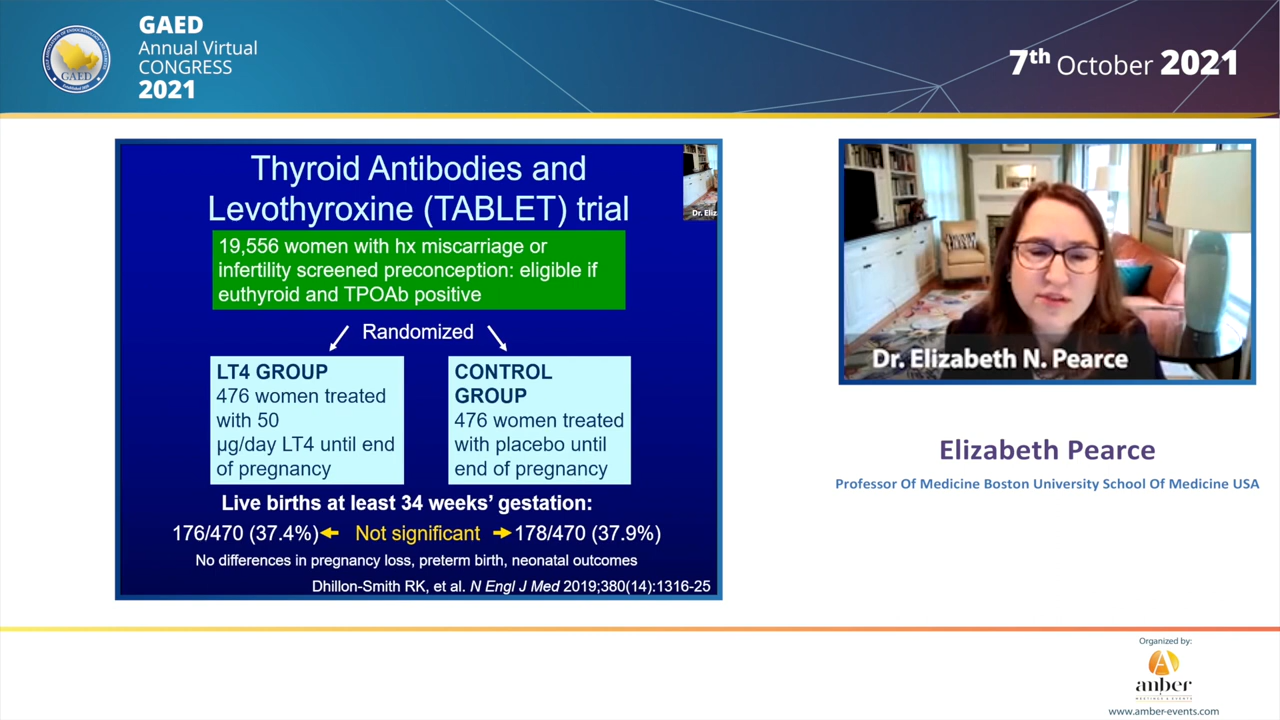 GAED
Annual Virtual
CONGRESS
2021
GAED
7th October 2021
Thyroid Antibodies and
Levothyroxine (TABLET) trial
Dr. Eliz
19,556 women with hx miscarriage or
infertility screened preconception: eligible if
euthyroid and TPOAb positive
Randomized
LT4 GROUP
476 women treated
with 50
µg/day LT4 until end
of pregnancy
CONTROL
GROUP
476 women treated
with placebo until
end of pregnancy
Live births at least 34 weeks’ gestation:
176/470 (37.4%) Not significant 178/470 (37.9%)
No differences in pregnancy loss, preterm birth, neonatal outcomes
Dhillon-Smith RK, et al. N Engl J Med 2019;380(14):1316-25
Dr. Elizabeth N. Pearce
Elizabeth Pearce
Professor Of Medicine Boston University School Of Medicine USA
Organized by:
anber
MEETINGS & EVENTS
www.amber-events.com